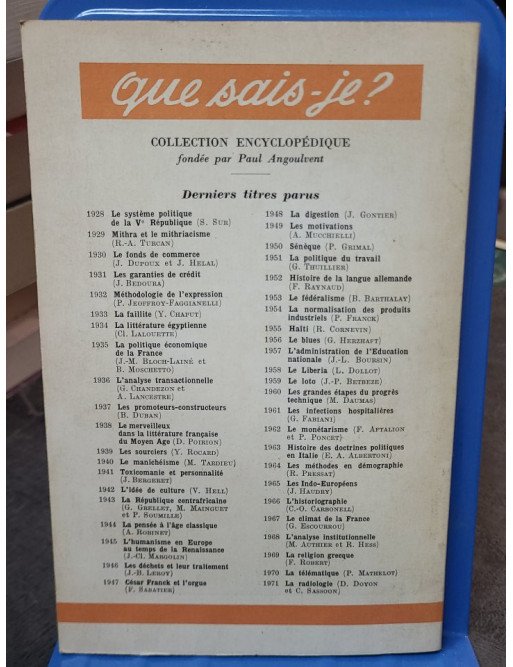 que sais-je?
COLLECTION ENCYCLOPÉDIQUE
fondée par Paul Angoulvent
Derniers titres parus
1928 Le système politique
de la Vᵉ République (S. Sur)
1929 Mithra et le mithriacisme
(R.-A. Turcan)
1930 Le fonds de commerce
(J. Dupoux et J. Helal)
1931 Les garanties de crédit
(J. Bedoura)
1932 Méthodologie de l'expression
(P. Jeoffroy-Faggianelli)
1933 La faillite (Y. Chaput)
1934 La littérature égyptienne
(Cl. Lalouette)
1935 La politique économique
de la France
(J.-M. Bloch-Lainé et
B. Moschetto)
1936 L'analyse transactionnelle
(G. Chandezon et
A. Lancestre)
1937 Les promoteurs-constructeurs
(B. Duban)
1938 Le merveilleux
dans la littérature française
du Moyen Age (D. Poirion)
1939 Les sourciers (Y. Rocard)
1940 Le manichéisme (M. Tardieu)
1941 Toxicomanie et personnalité
(J. Bergeret)
1942 L'idée de culture (V. Hell)
1943 La République centrafricaine
(G. Grellet, M. Mainguet
et P. Soumille)
1944 La pensée à l'âge classique
(A. Robinet)
1945 L'humanisme en Europe
au temps de la Renaissance
(J.-Cl. Margolin)
1946 Les déchets et leur traitement
(J.-B. Leroy)
1947 César Franck et l'orgue
(F. Sabatier)
1948 La digestion (J. Gontier)
1949 Les motivations
(A. Mucchielli)
1950 Sénèque (P. Grimal)
1951 La politique du travail
(G. Thuillier)
1952 Histoire de la langue allemande
(F. Raynaud)
1953 Le fédéralisme (B. Barthalay)
1954 La normalisation des produits
industriels (P. Franck)
1955 Haïti (R. Cornevin)
1956 Le blues (G. Herzhaft)
1957 L'administration de l'Education
nationale (J.-L. Boursin)
1958 Le Liberia (L. Dollot)
1959 Le loto (J.-P. Betbeze)
1960 Les grandes étapes du progrès
technique (M. Daumas)
1961 Les infections hospitalières
(G. Fabiani)
1962 Le monétarisme (F. Aftalion
et P. Poncet)
1963 Histoire des doctrines politiques
en Italie (E. A. Albertoni)
1964 Les méthodes en démographie
(R. Pressat)
1965 Les Indo-Européens
(J. Haudry)
1966 L'historiographie
(C.-O. Carbonell)
1967 Le climat de la France
(G. Escourrou)
1968 L'analyse institutionnelle
(M. Authier et R. Hess)
1969 La religion grecque
(F. Robert)
1970 La télématique (P. Mathelot)
1971 La radiologie (D. Doyon
et C. Sassoon)